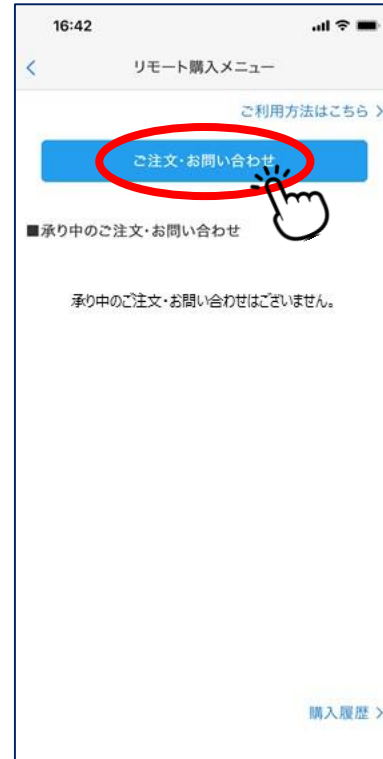 16:42
リモート購入メニュー
ご利用方法はこちら
ご注文・お問い合わせ
■承り中のご注文・お問い合わせ
承り中のご注文・お問い合わせはございません。
購入履歴